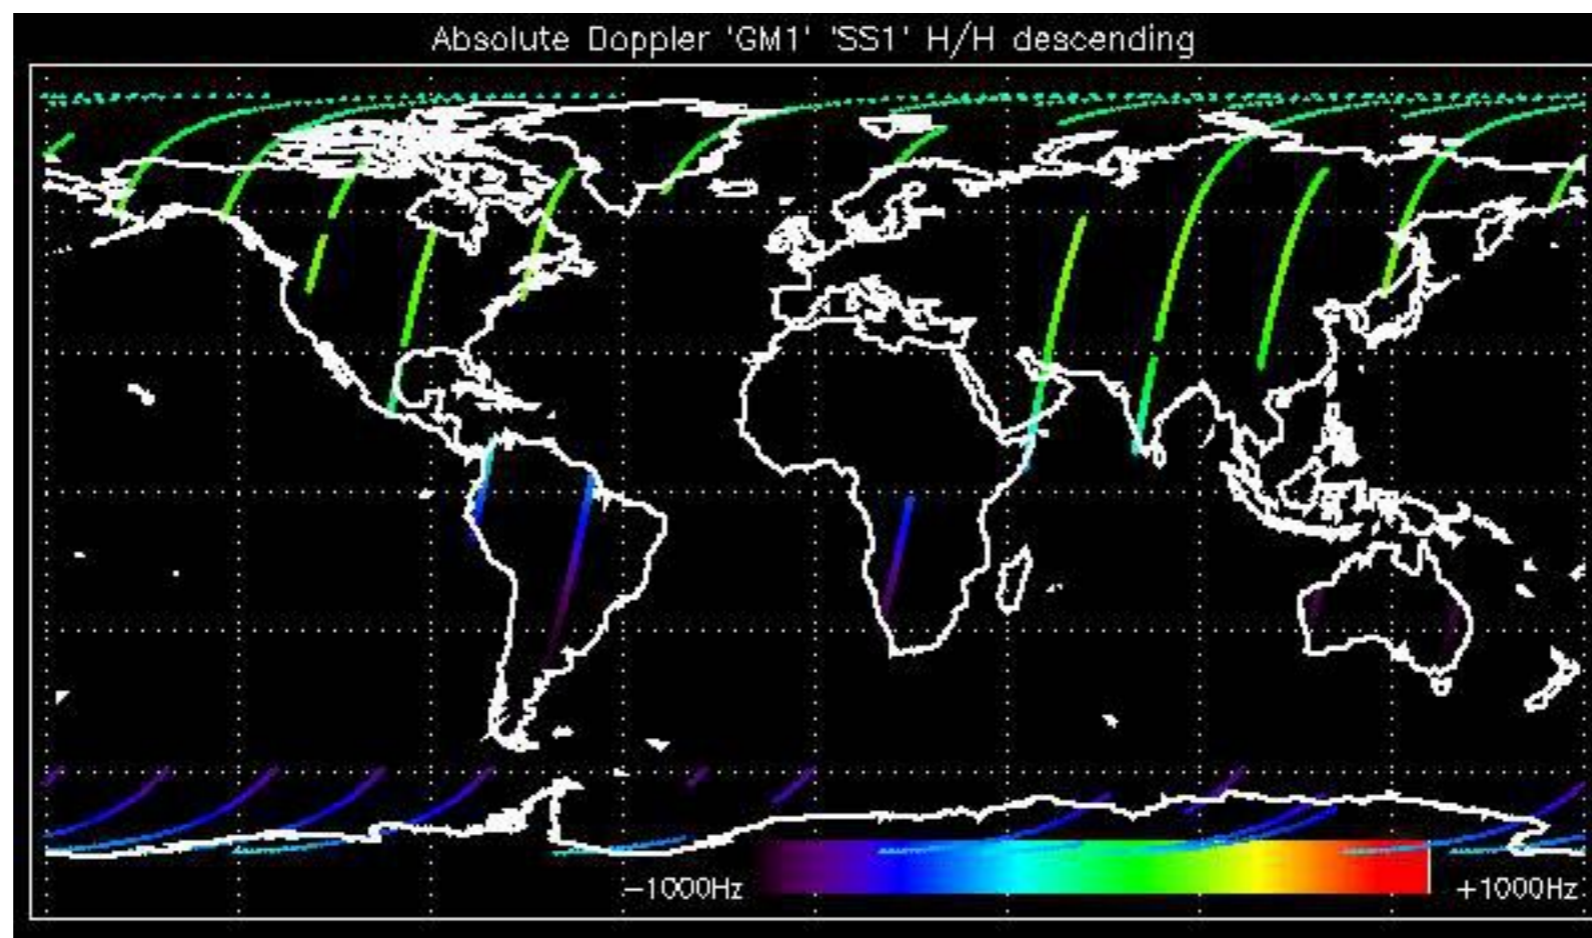 Absolute Doppler 'GM1' 'SS1' H/H descending
-1000Hz
+1000Hz